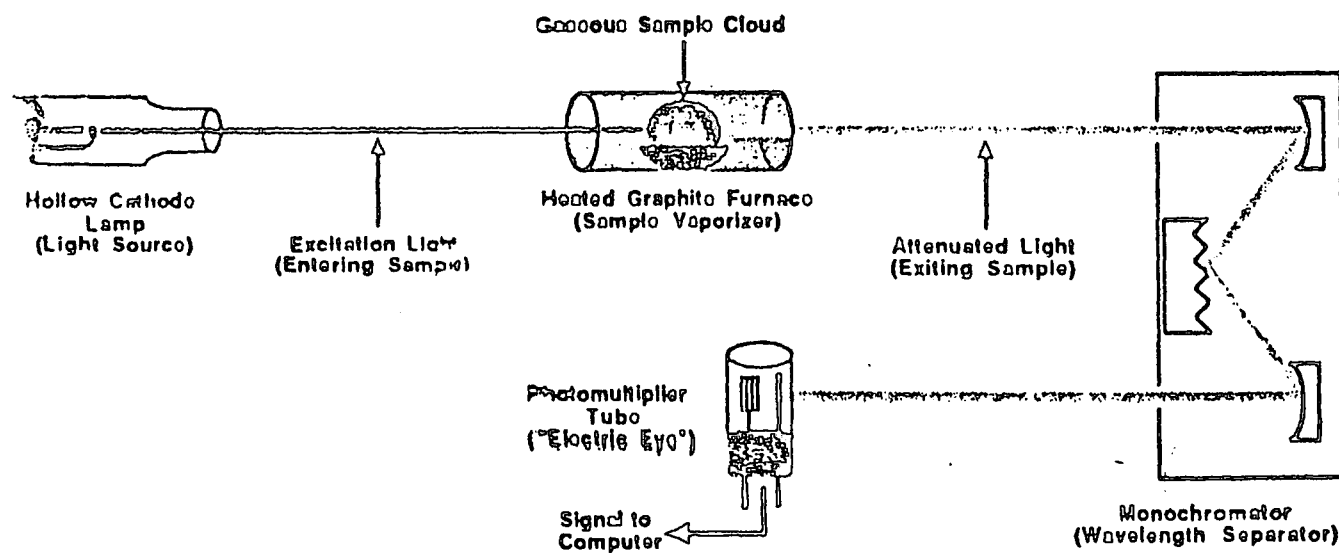 Gaseous Sample Cloud
Hollow Cathode
Lamp
(Light Source)
Excitation Light
(Entering Sample)
Heated Graphite Furnace
(Sample Vaporizer)
Attenuated Light
(Exiting Sample)
Photomultiplier
Tube
("Electric Eye")
Signal to
Computer
Monochromator
(Wavelength Separator)